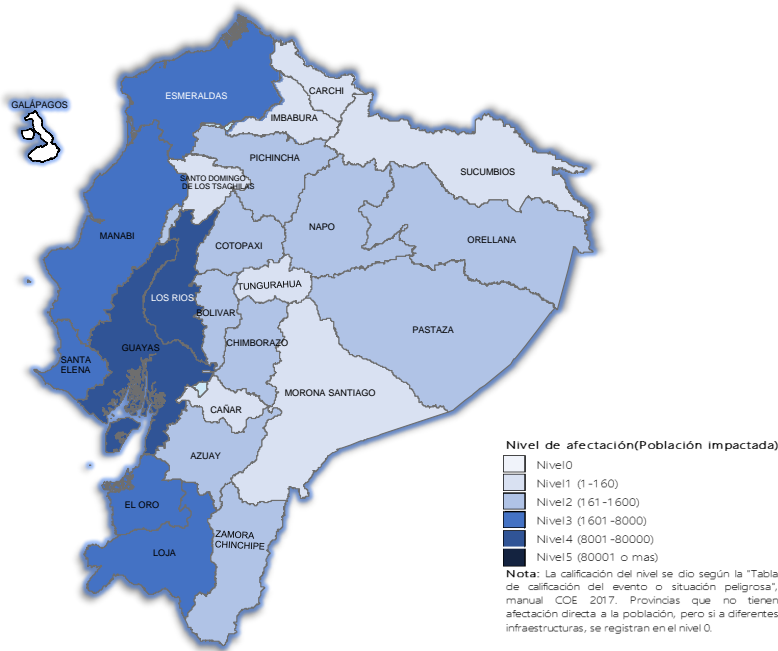 ESMERALDAS
CARCHI
IMBABURA
GALÁPAGOS
PICHINCHA
SUCUMBIOS
SANTO DOMINGO
DE LOS TSACHILAS
NAPO
MANABI
COTOPAXI
ORELLANA
TUNGURAHUA
LOS RIOS
BOLIVAR
PASTAZA
CHIMBORAZO
GUAYAS
SANTA
ELENA
MORONA SANTIAGO
CAÑAR
AZUAY
EL ORO
ZAMORA
CHINCHIPE
LOJA
Nivel de afectación(Población impactada)
Nivel0
Nivel1 (1-160)
Nivel2 (161-1600)
Nivel3 (1601-8000)
Nivel4 (8001-80000)
Nivel5 (80001 o mas)
Nota: La calificación del nivel se dio según la "Tabla
de calificación del evento o situación peligrosa",
manual COE 2017. Provincias que no tienen
afectación directa a la población, pero si a diferentes
infraestructuras, se registran en el nivel 0.